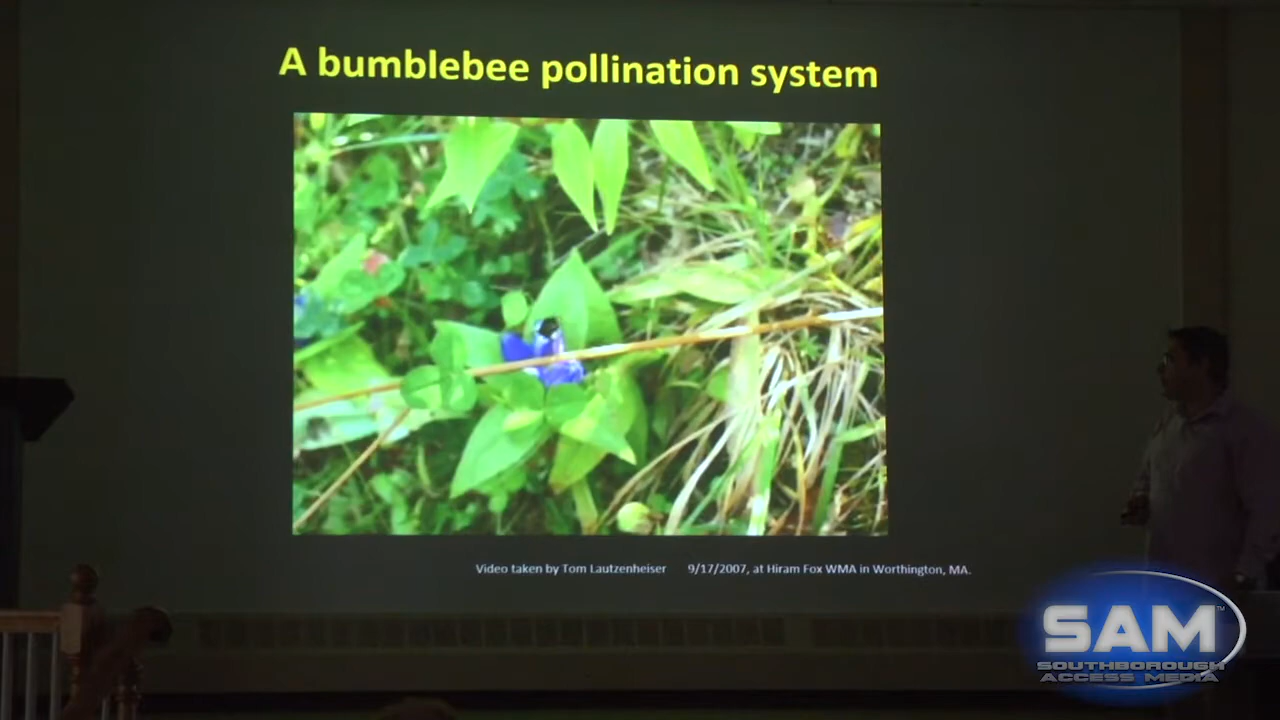 A bumblebee pollination system
Video taken by Tom Lautzenheiser 9/17/2007, at Hiram Fox WMA in Worthington, MA.
SAM™
SOUTHBOROUGH
ACCESS MEDIA